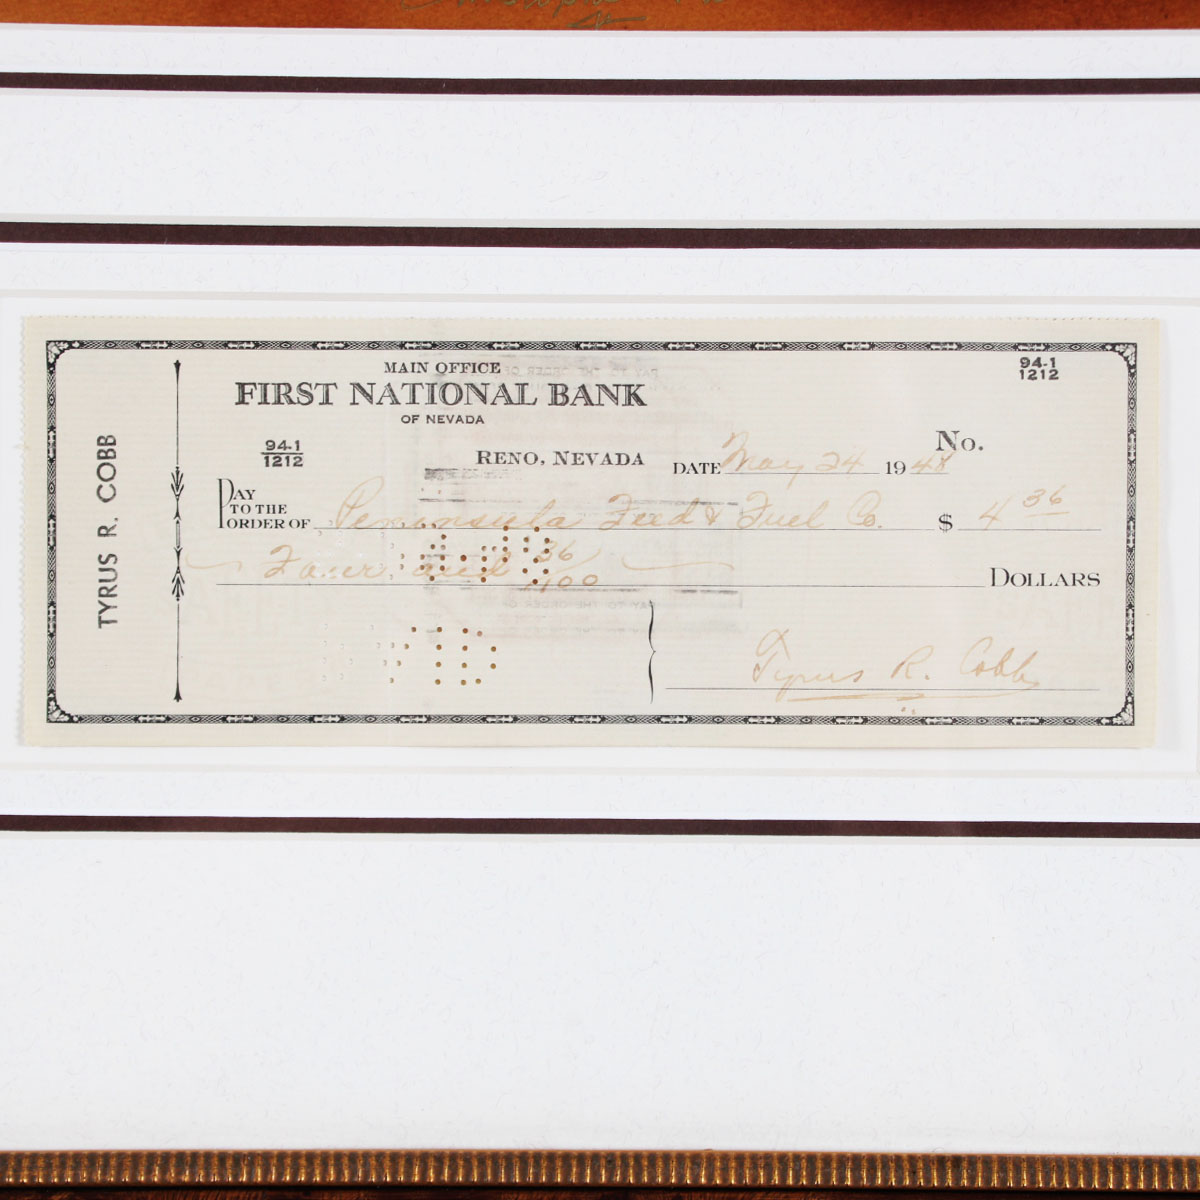 TYRUS R. COBB
MAIN OFFICE
FIRST NATIONAL BANK
OF NEVADA
94-1
1212
94-1
1212
RENO, NEVADA
No.
DATE May 24 1948
PAY TO THE ORDER OF Peninsula Feed & Fuel Co. $ 4 36
Four and 36/100 DOLLARS
Tyrus R. Cobb